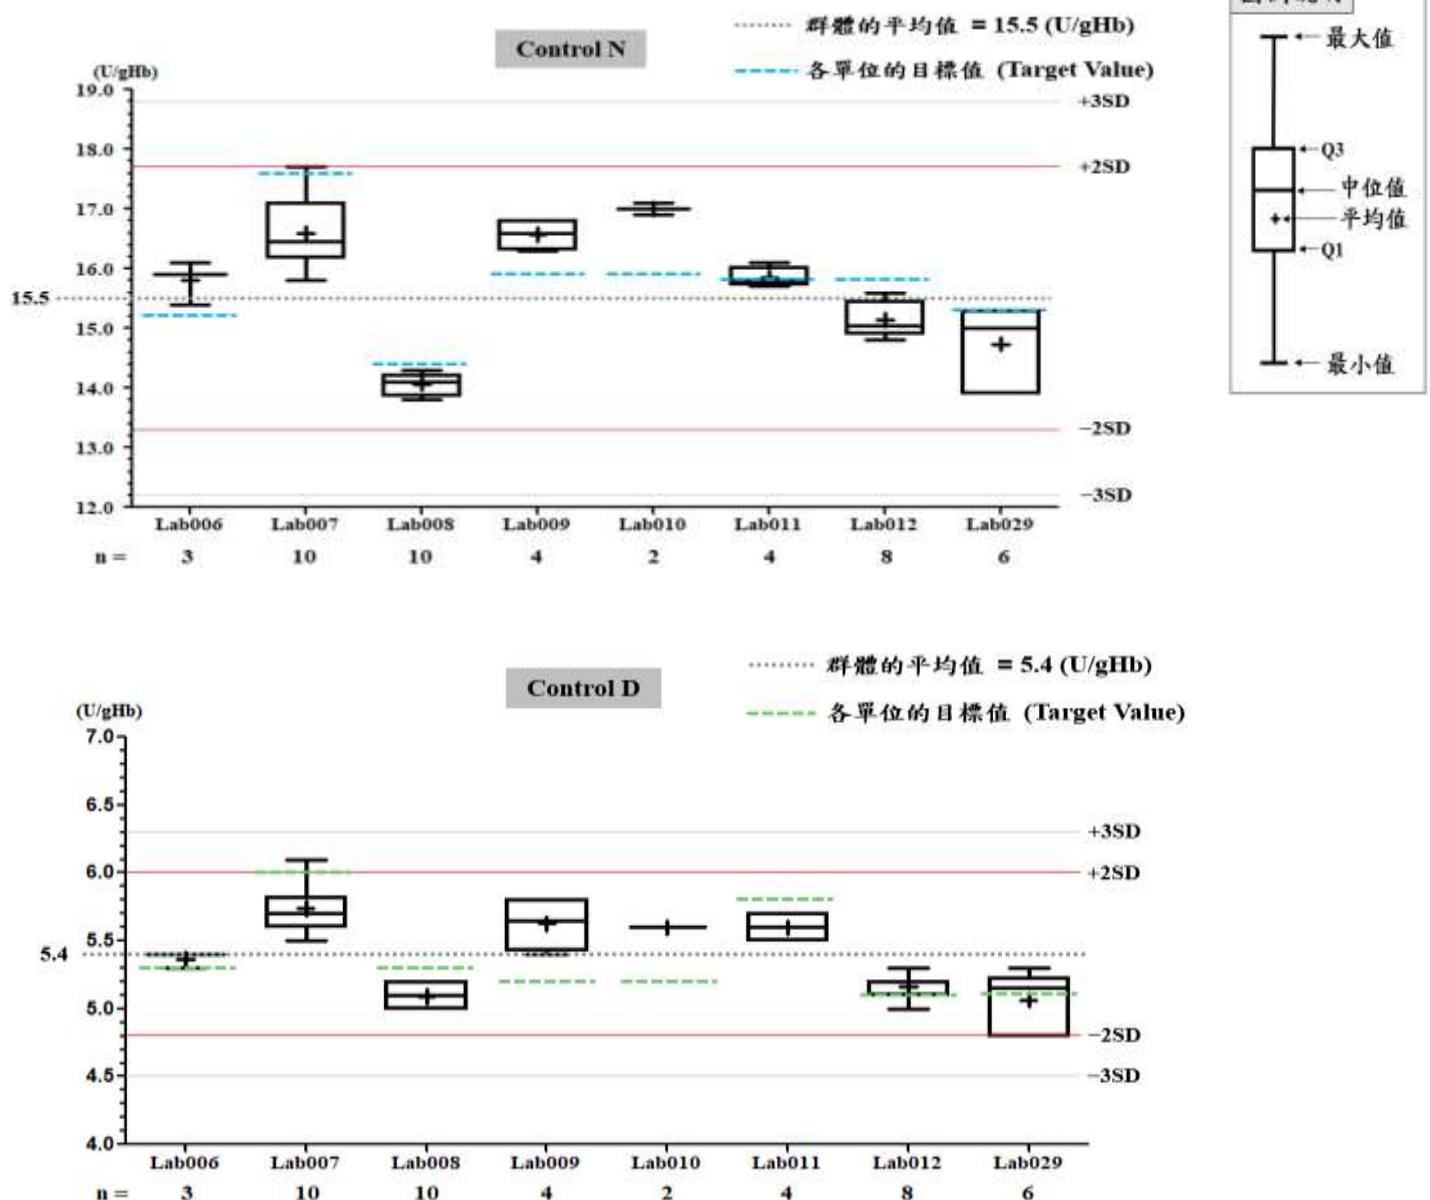 Control N
群體的平均值 = 15.5 (U/gHb)
各單位的目標值 (Target Value)
(U/gHb)
19.0
18.0
17.0
16.0
15.5
15.0
14.0
13.0
12.0
+3SD
+2SD
−2SD
−3SD
Lab006 Lab007 Lab008 Lab009 Lab010 Lab011 Lab012 Lab029
n = 3 10 10 4 2 4 8 6
最大值
Q3
中位值
平均值
Q1
最小值
Control D
群體的平均值 = 5.4 (U/gHb)
各單位的目標值 (Target Value)
(U/gHb)
7.0
6.5
6.0
5.5
5.4
5.0
4.5
4.0
+3SD
+2SD
−2SD
−3SD
Lab006 Lab007 Lab008 Lab009 Lab010 Lab011 Lab012 Lab029
n = 3 10 10 4 2 4 8 6